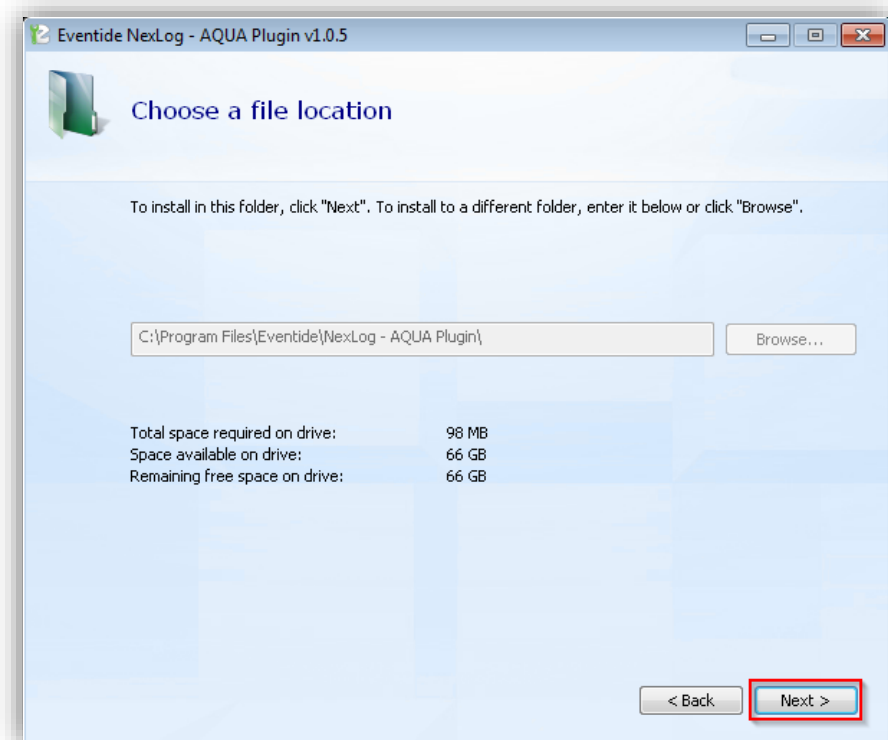 Eventide NexLog - AQUA Plugin v1.0.5
Choose a file location
To install in this folder, click "Next". To install to a different folder, enter it below or click "Browse".
C:\Program Files\Eventide\NexLog - AQUA Plugin\ Browse...
Total space required on drive: 98 MB
Space available on drive: 66 GB
Remaining free space on drive: 66 GB
< Back Next >